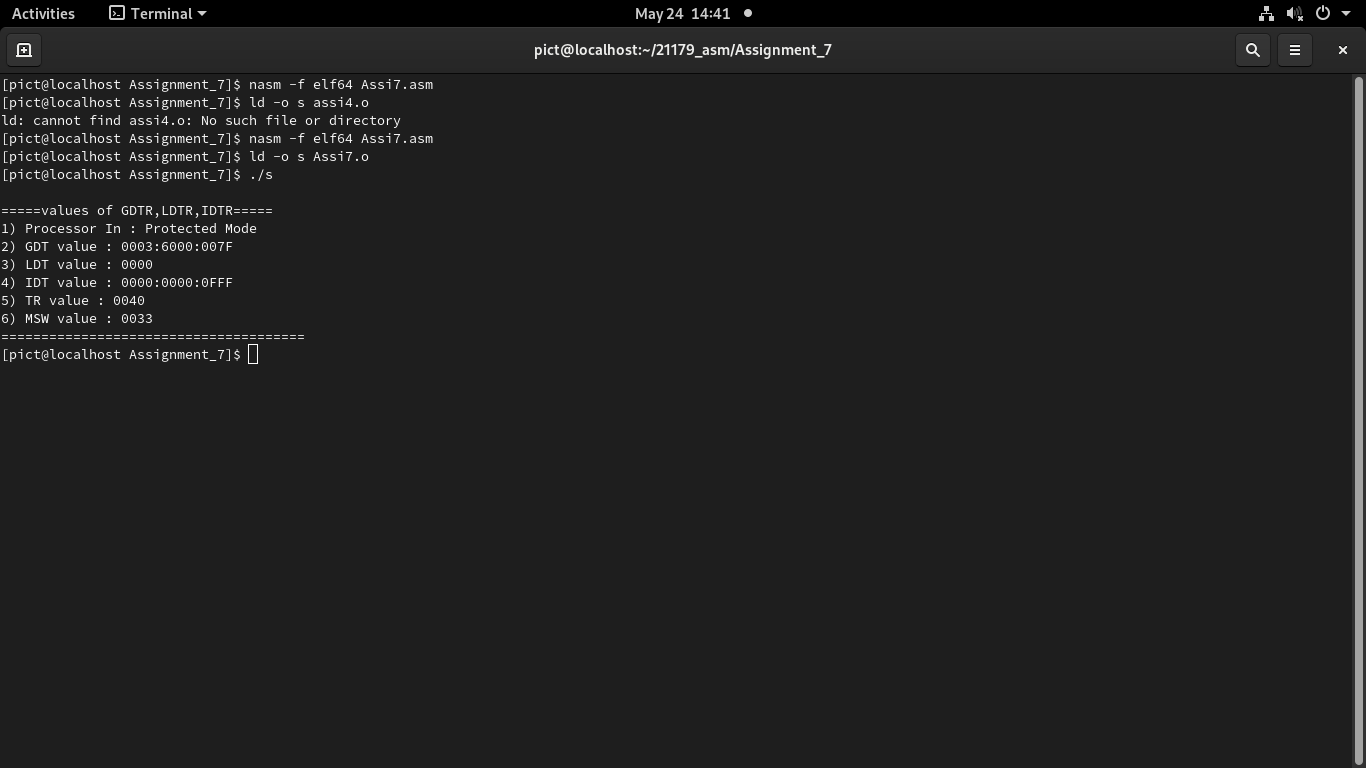 Activities Terminal May 24 14:41
pict@localhost:~/21179_asm/Assignment_7
[pict@localhost Assignment_7]$ nasm -f elf64 Assi7.asm
[pict@localhost Assignment_7]$ ld -o s assi4.o
ld: cannot find assi4.o: No such file or directory
[pict@localhost Assignment_7]$ nasm -f elf64 Assi7.asm
[pict@localhost Assignment_7]$ ld -o s Assi7.o
[pict@localhost Assignment_7]$ ./s
=====values of GDTR,LDTR,IDTR=====
1) Processor In : Protected Mode
2) GDT value : 0003:6000:007F
3) LDT value : 0000
4) IDT value : 0000:0000:0FFF
5) TR value : 0040
6) MSW value : 0033
======================================
[pict@localhost Assignment_7]$